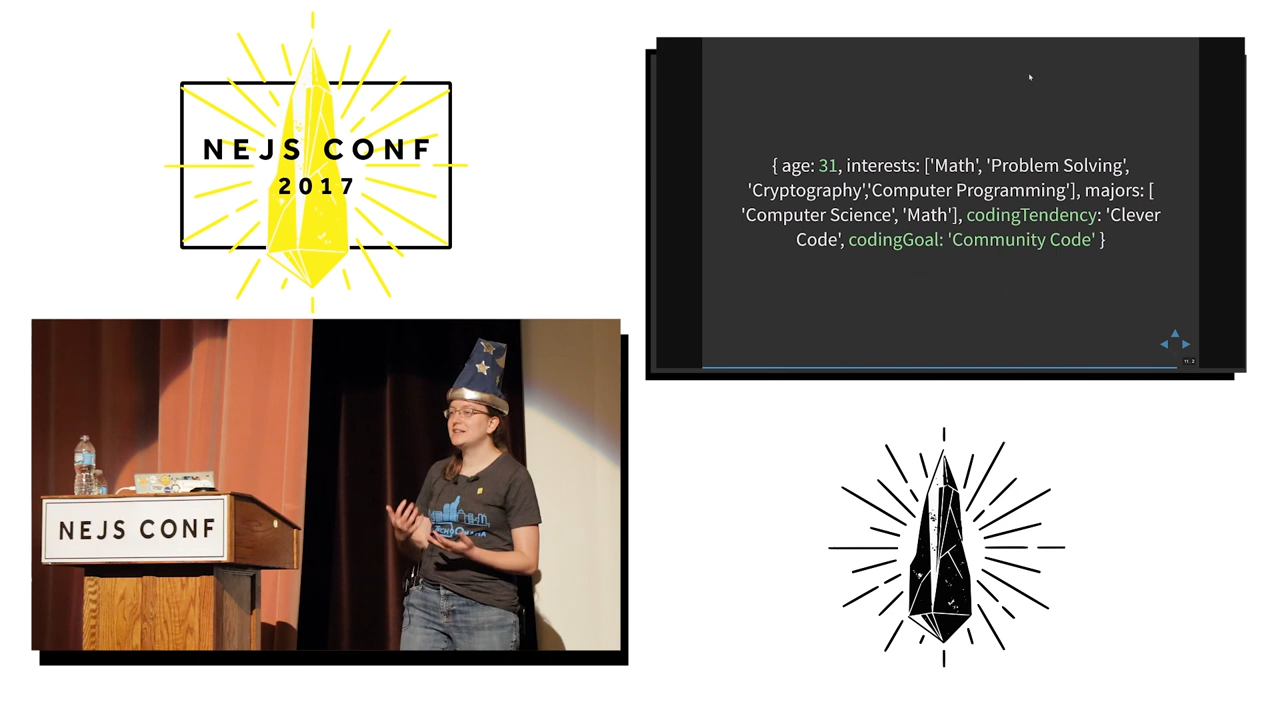 NEJS CONF
2017
{ age: 31, interests: ['Math', 'Problem Solving',
'Cryptography','Computer Programming'], majors: [
'Computer Science', 'Math'], codingTendency: 'Clever
Code', codingGoal: 'Community Code' }
NEJS CONF